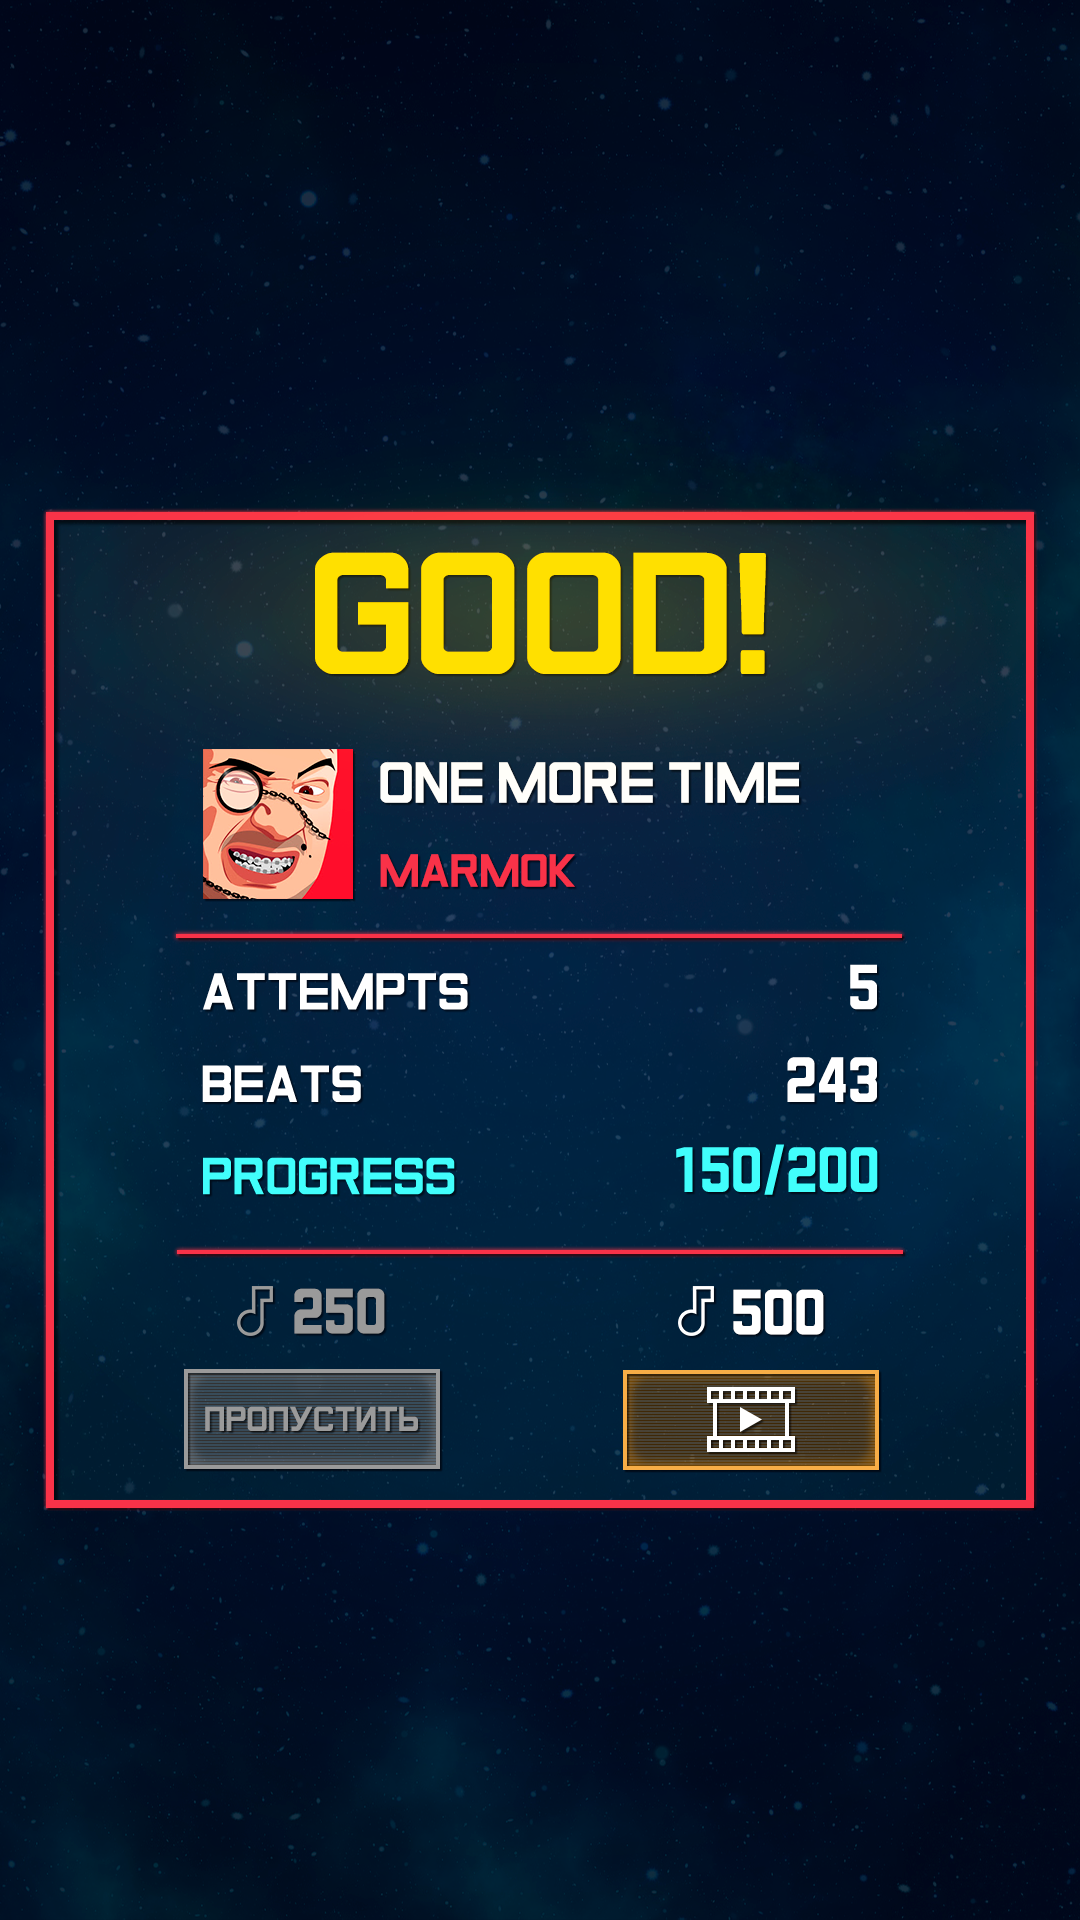 GOOD!
ONE MORE TIME
MARMOK
ATTEMPTS 5
BEATS 243
PROGRESS 150/200
250 500
ПРОПУСТИТЬ